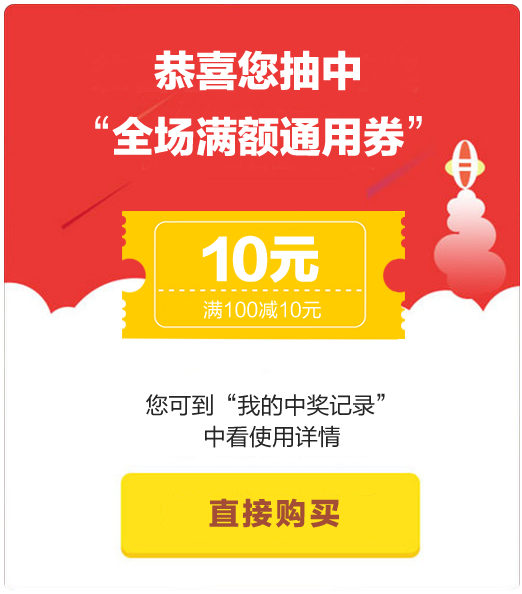 恭喜您抽中
“全场满额通用券”
10元
满100减10元
您可到“我的中奖记录”
中看使用详情
直接购买